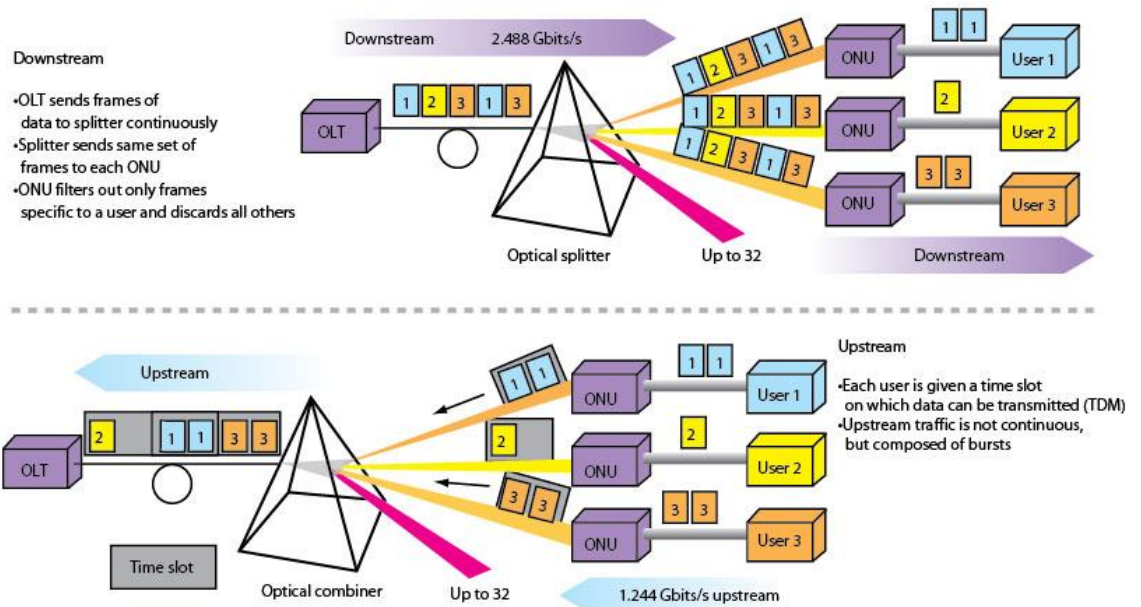 Downstream 2.488 Gbits/s
Downstream
•OLT sends frames of
data to splitter continuously
•Splitter sends same set of
frames to each ONU
•ONU filters out only frames
specific to a user and discards all others
OLT
1 2 3 1 3
1 2 3 1 3
1 2 3 1 3
1 2 3 1 3
ONU
1 1
User 1
ONU
2
User 2
ONU
3 3
User 3
Optical splitter
Up to 32
Downstream
Upstream
OLT
2 1 1 3 3
Time slot
Optical combiner
Up to 32
1 1
2
3 3
ONU
1 1
User 1
ONU
2
User 2
ONU
3 3
User 3
1.244 Gbits/s upstream
Upstream
•Each user is given a time slot
on which data can be transmitted (TDM)
•Upstream traffic is not continuous,
but composed of bursts